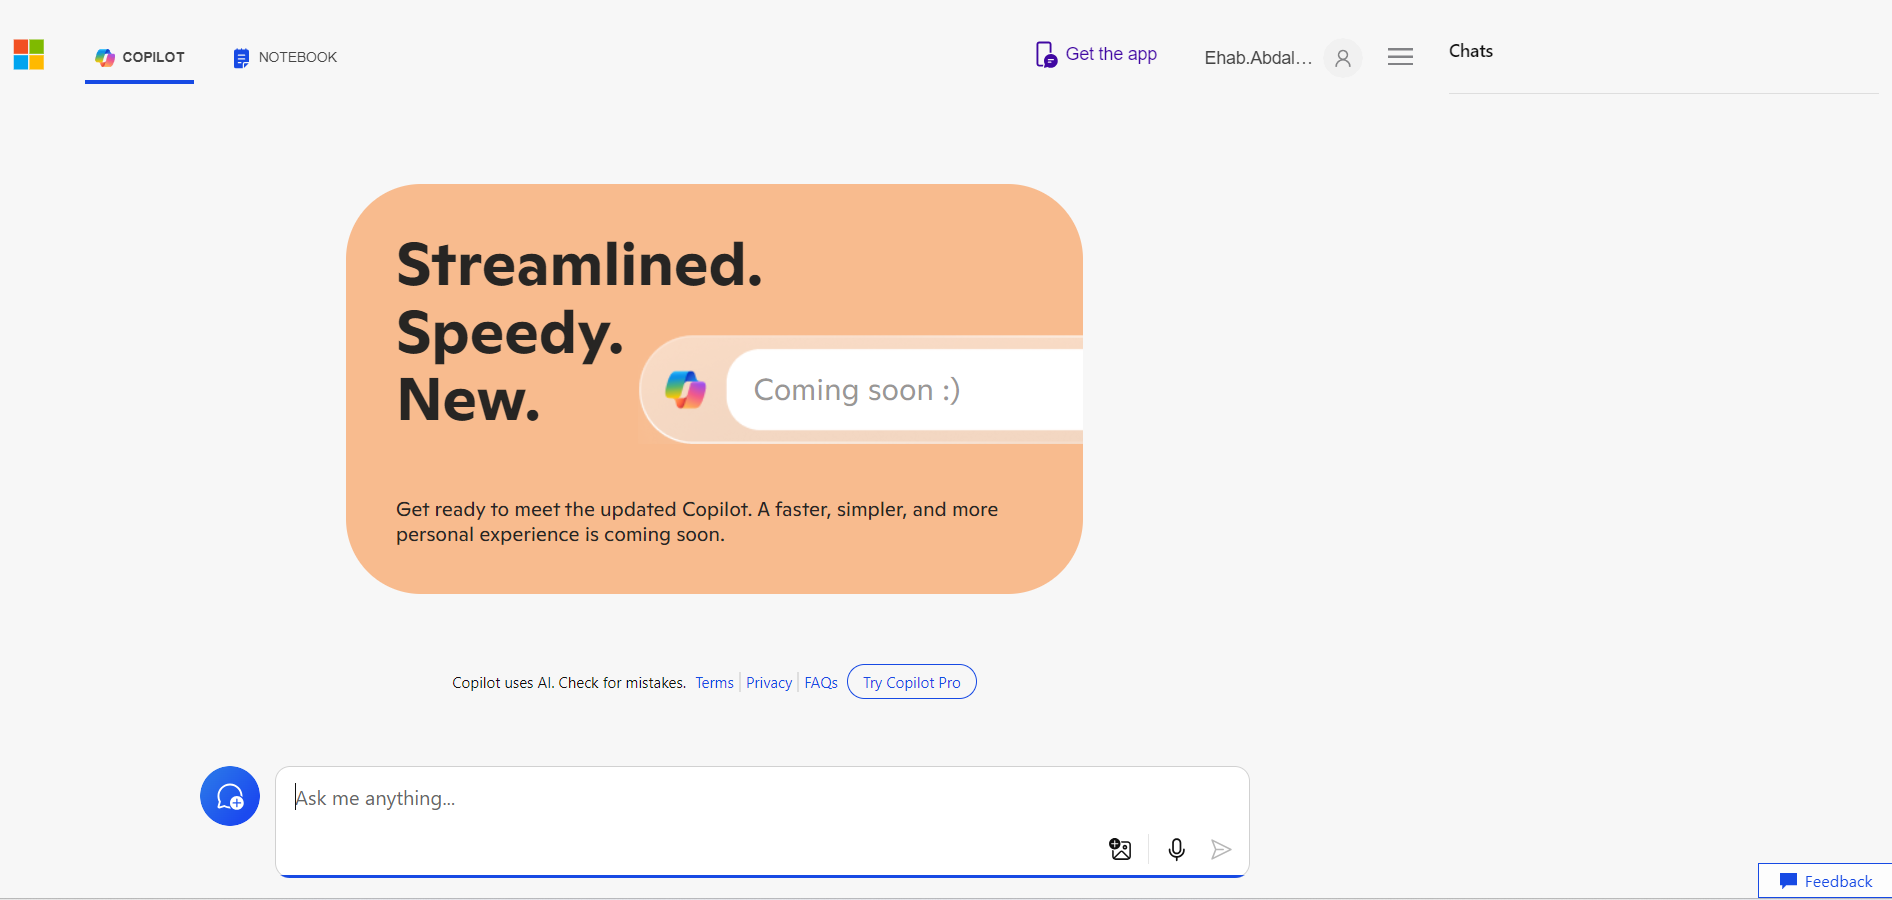 COPILOT
NOTEBOOK
Get the app
Ehab.Abdal...
Chats
Streamlined.
Speedy.
New.
Coming soon :)
Get ready to meet the updated Copilot. A faster, simpler, and more
personal experience is coming soon.
Copilot uses AI. Check for mistakes. Terms Privacy FAQs Try Copilot Pro
Ask me anything...
Feedback